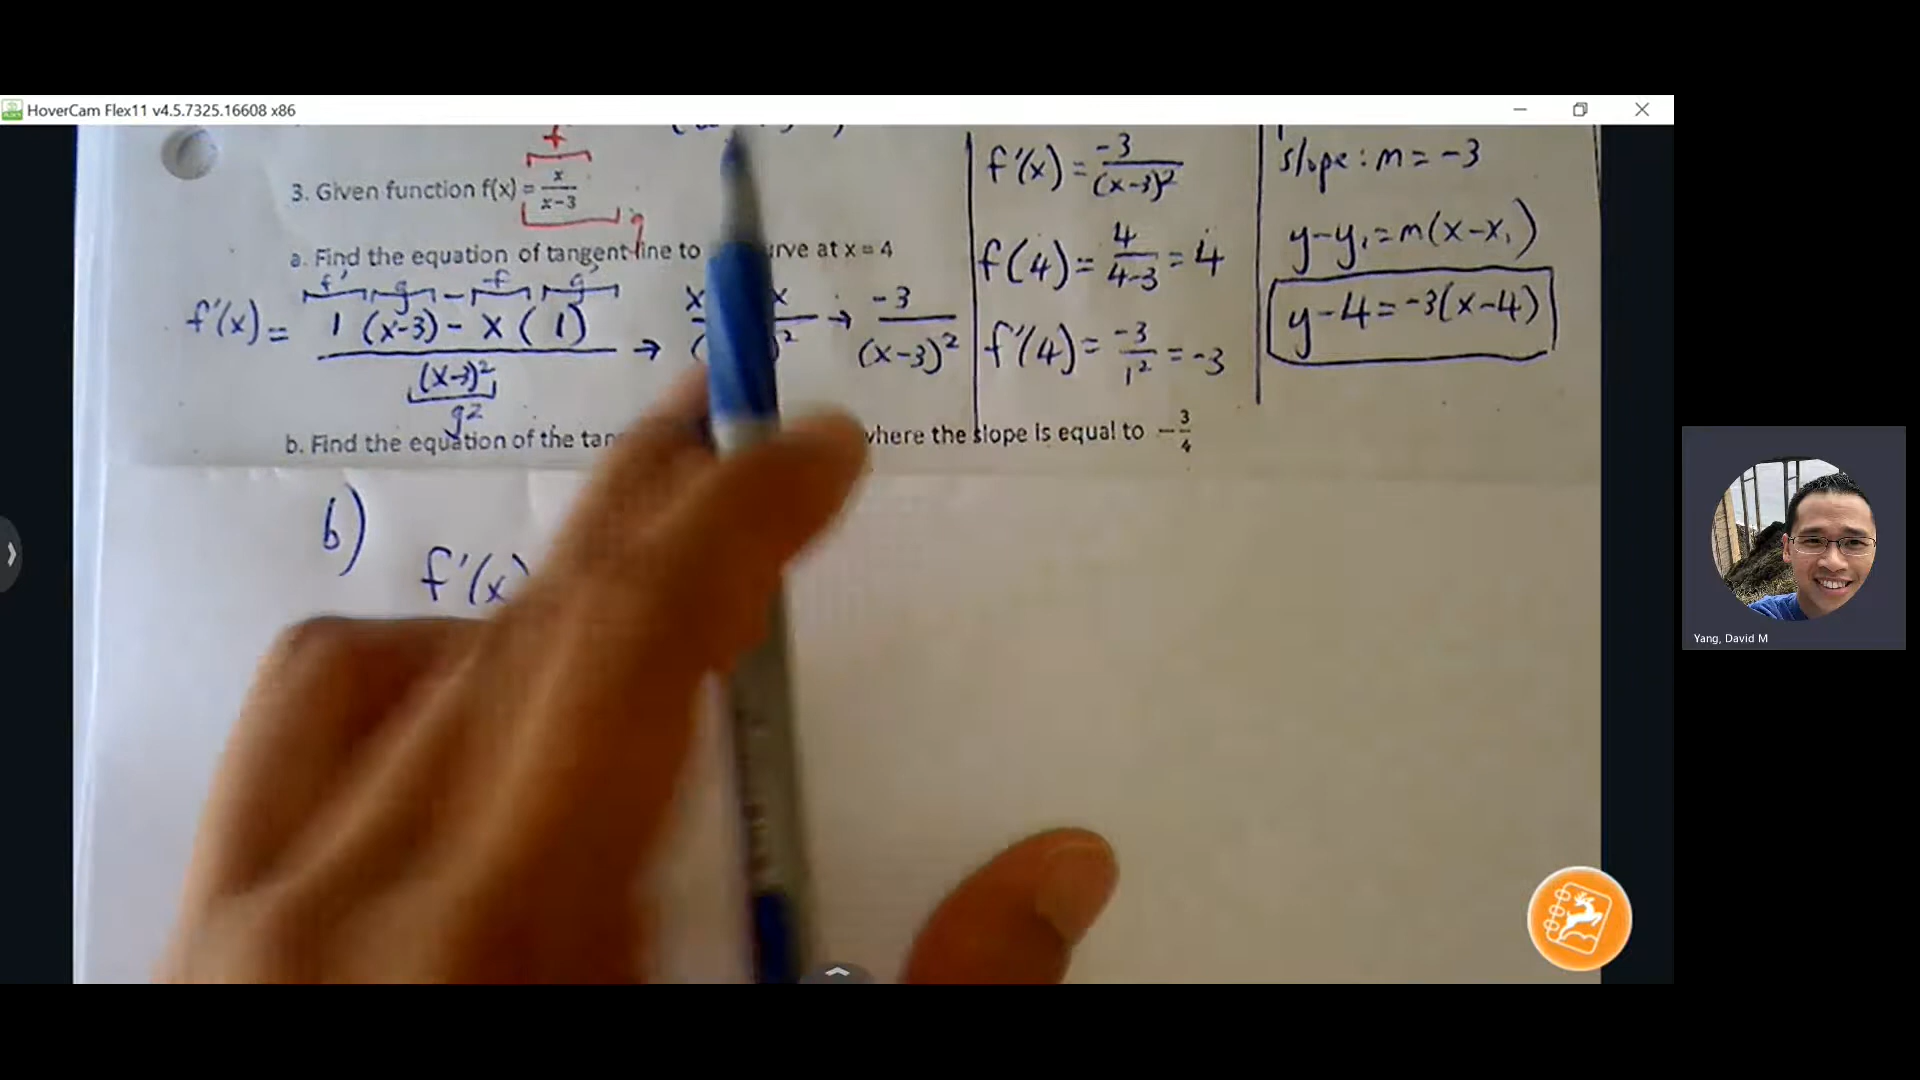 HoverCam Flex11 v4.5.7325.16608 x86
f
3. Given function f(x) = x/x-3
g
a. Find the equation of tangent line to urve at x = 4
f' g - f g'
f'(x) = 1 (x-3) - x ( 1 ) / (x-3)² → x x ( )² → -3 / (x-3)²
g²
f'(x) = -3 / (x-3)²
f(4) = 4 / 4-3 = 4
f'(4) = -3 / 1² = -3
slope: m = -3
y-y₁ = m(x-x₁)
y-4 = -3(x-4)
b. Find the equation of the tan where the slope is equal to -3/4
b)
f'(x)
Yang, David M